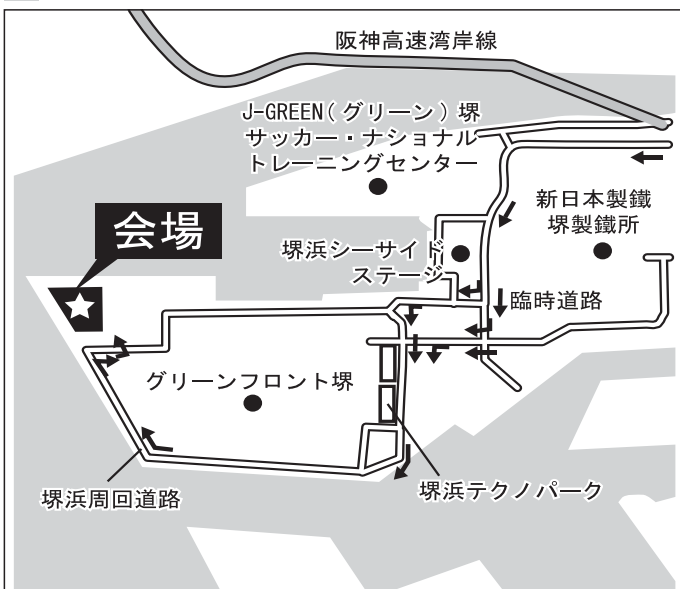 阪神高速湾岸線
J-GREEN(グリーン)堺
サッカー・ナショナル
トレーニングセンター
新日本製鐵
堺製鐵所
会場
堺浜シーサイド
ステージ
臨時道路
グリーンフロント堺
堺浜周回道路
堺浜テクノパーク